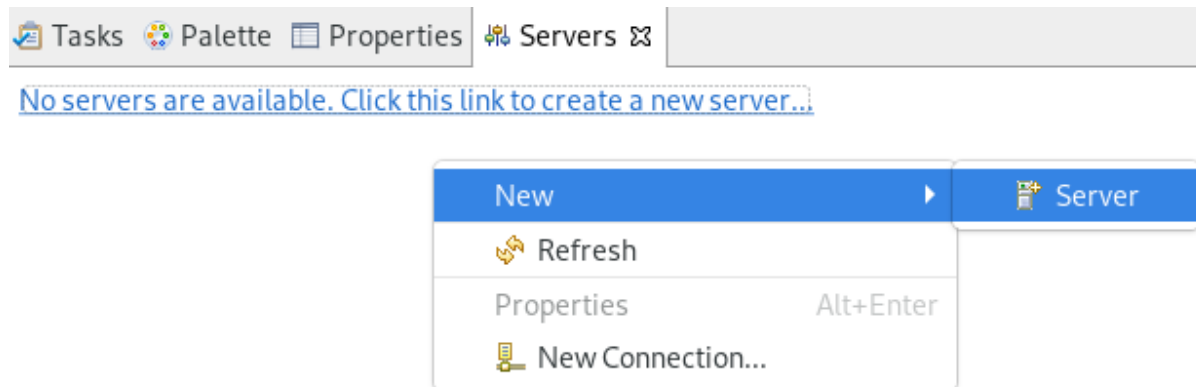 Tasks Palette Properties Servers
No servers are available. Click this link to create a new server...
New Server
Refresh
Properties Alt+Enter
New Connection...